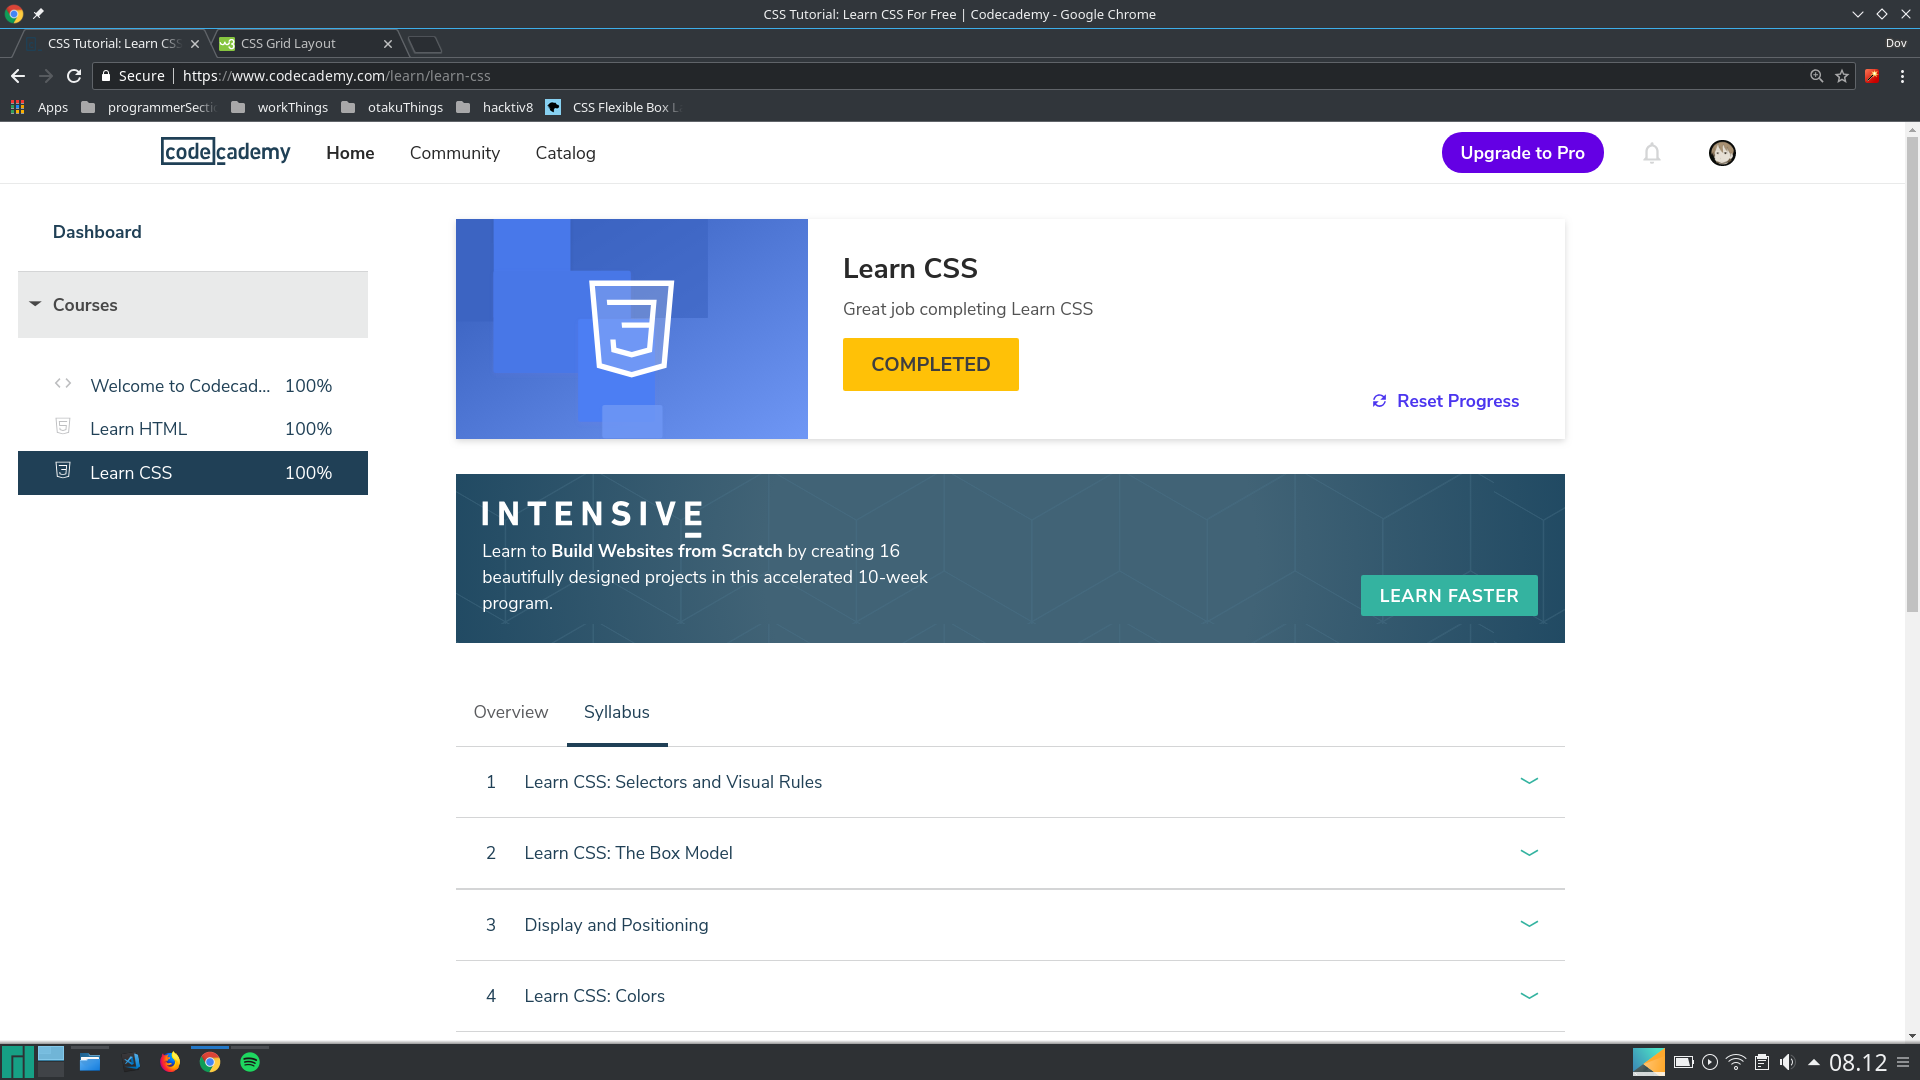 CSS Tutorial: Learn CSS For Free | Codecademy - Google Chrome
CSS Tutorial: Learn CSS
CSS Grid Layout
Dov
Secure
https://www.codecademy.com/learn/learn-css
Apps
programmerSecti
workThings
otakuThings
hacktiv8
CSS Flexible Box L
codecademy
Home
Community
Catalog
Upgrade to Pro
Dashboard
Courses
Welcome to Codecad... 100%
Learn HTML 100%
Learn CSS 100%
Learn CSS
Great job completing Learn CSS
COMPLETED
Reset Progress
INTENSIVE
Learn to Build Websites from Scratch by creating 16
beautifully designed projects in this accelerated 10-week
program.
LEARN FASTER
Overview
Syllabus
1 Learn CSS: Selectors and Visual Rules
2 Learn CSS: The Box Model
3 Display and Positioning
4 Learn CSS: Colors
08.12